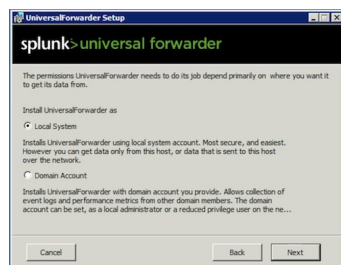 UniversalForwarder Setup
splunk>universal forwarder
The permissions UniversalForwarder needs to do its job depend primarily on where you want it
to get its data from.
Install UniversalForwarder as
Local System
Installs UniversalForwarder using local system account. Most secure, and easiest.
However you can get data only from this host, or data that is sent to this host
over the network.
Domain Account
Installs UniversalForwarder with domain account you provide. Allows collection of
event logs and performance metrics from other domain members. The domain
account can be set, as a local administrator or a reduced privilege user on the ne...
Cancel Back Next